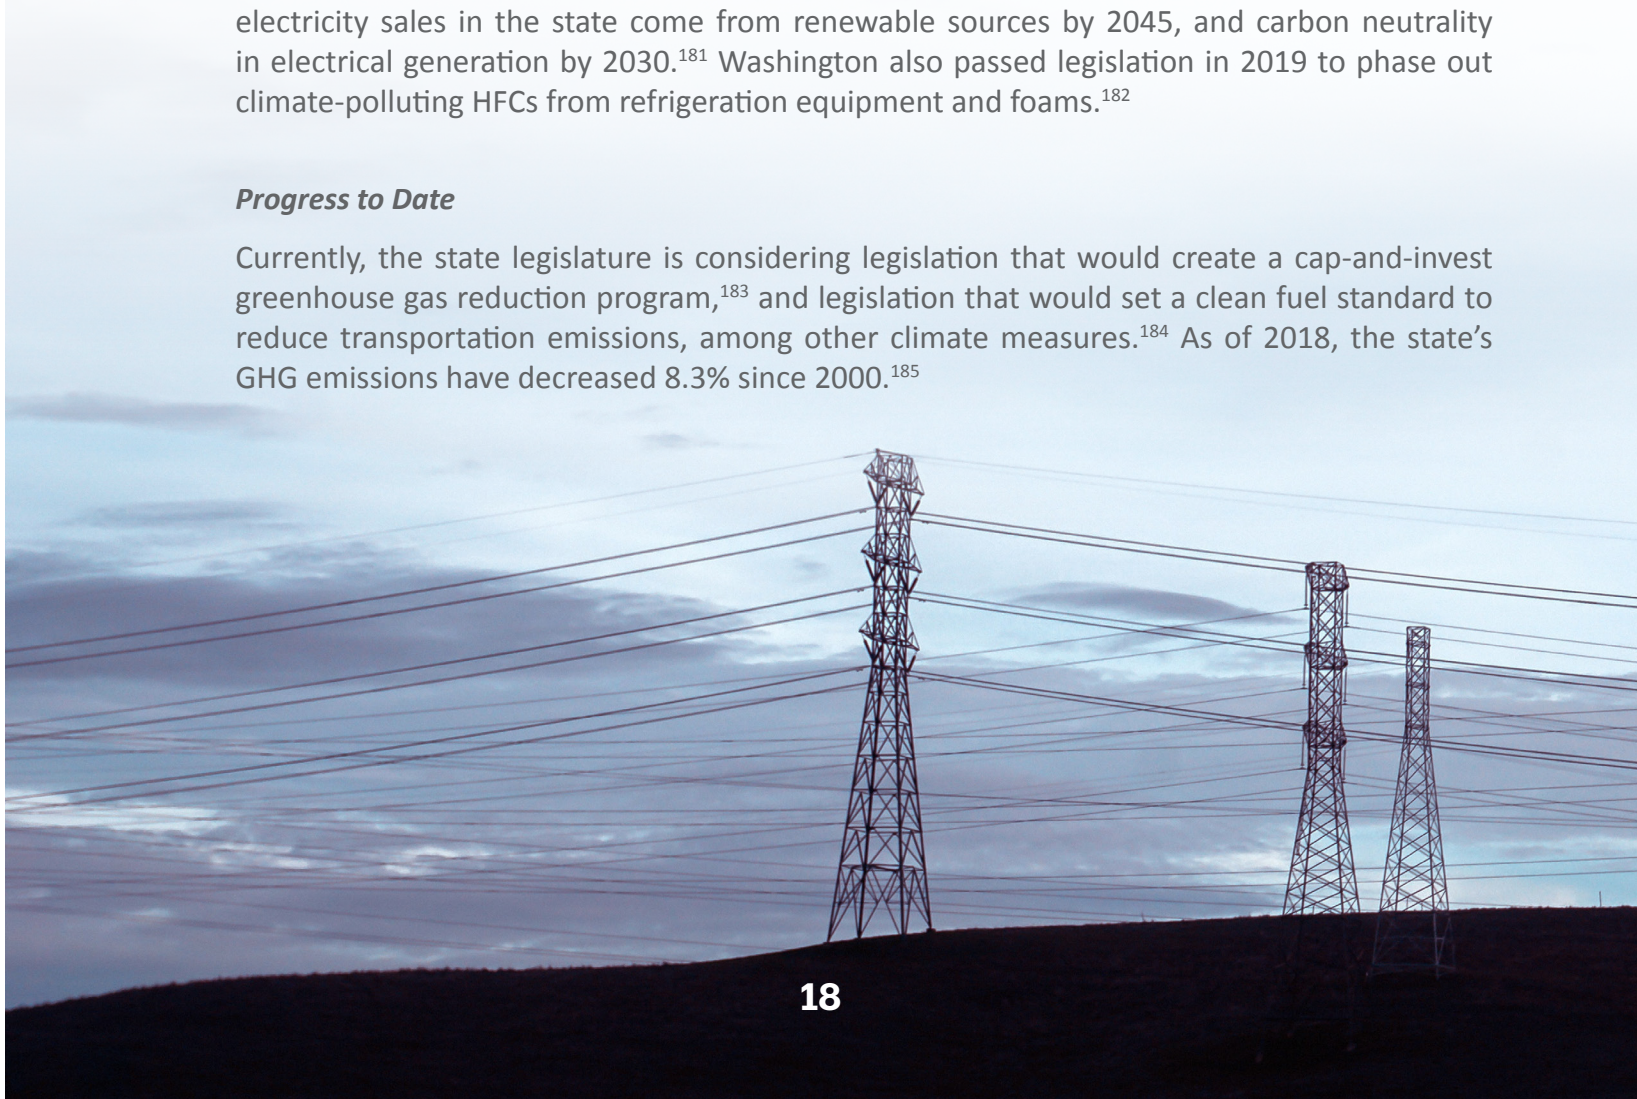 electricity sales in the state come from renewable sources by 2045, and carbon neutrality
in electrical generation by 2030.181 Washington also passed legislation in 2019 to phase out
climate-polluting HFCs from refrigeration equipment and foams.182
Progress to Date
Currently, the state legislature is considering legislation that would create a cap-and-invest
greenhouse gas reduction program,183 and legislation that would set a clean fuel standard to
reduce transportation emissions, among other climate measures.184 As of 2018, the state’s
GHG emissions have decreased 8.3% since 2000.185
18